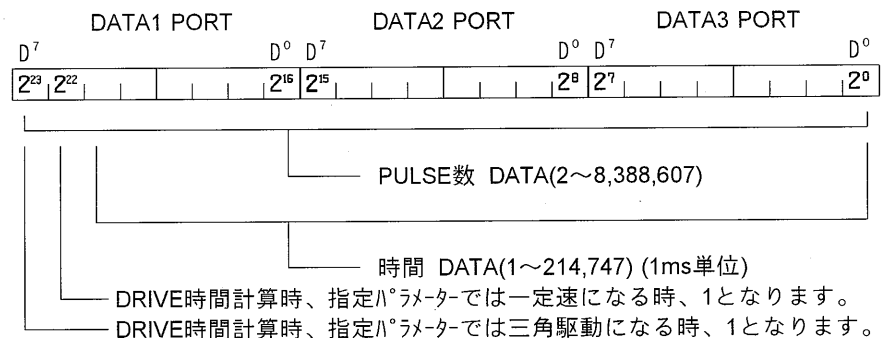 DATA1 PORT DATA2 PORT DATA3 PORT
D⁷ D⁰ D⁷ D⁰ D⁷ D⁰
2²³ 2²² 2¹⁶ 2¹⁵ 2⁸ 2⁷ 2⁰
PULSE数 DATA(2～8,388,607)
時間 DATA(1～214,747) (1ms単位)
DRIVE時間計算時、指定ﾊﾟﾗﾒｰﾀｰでは一定速になる時、1となります。
DRIVE時間計算時、指定ﾊﾟﾗﾒｰﾀｰでは三角駆動になる時、1となります。